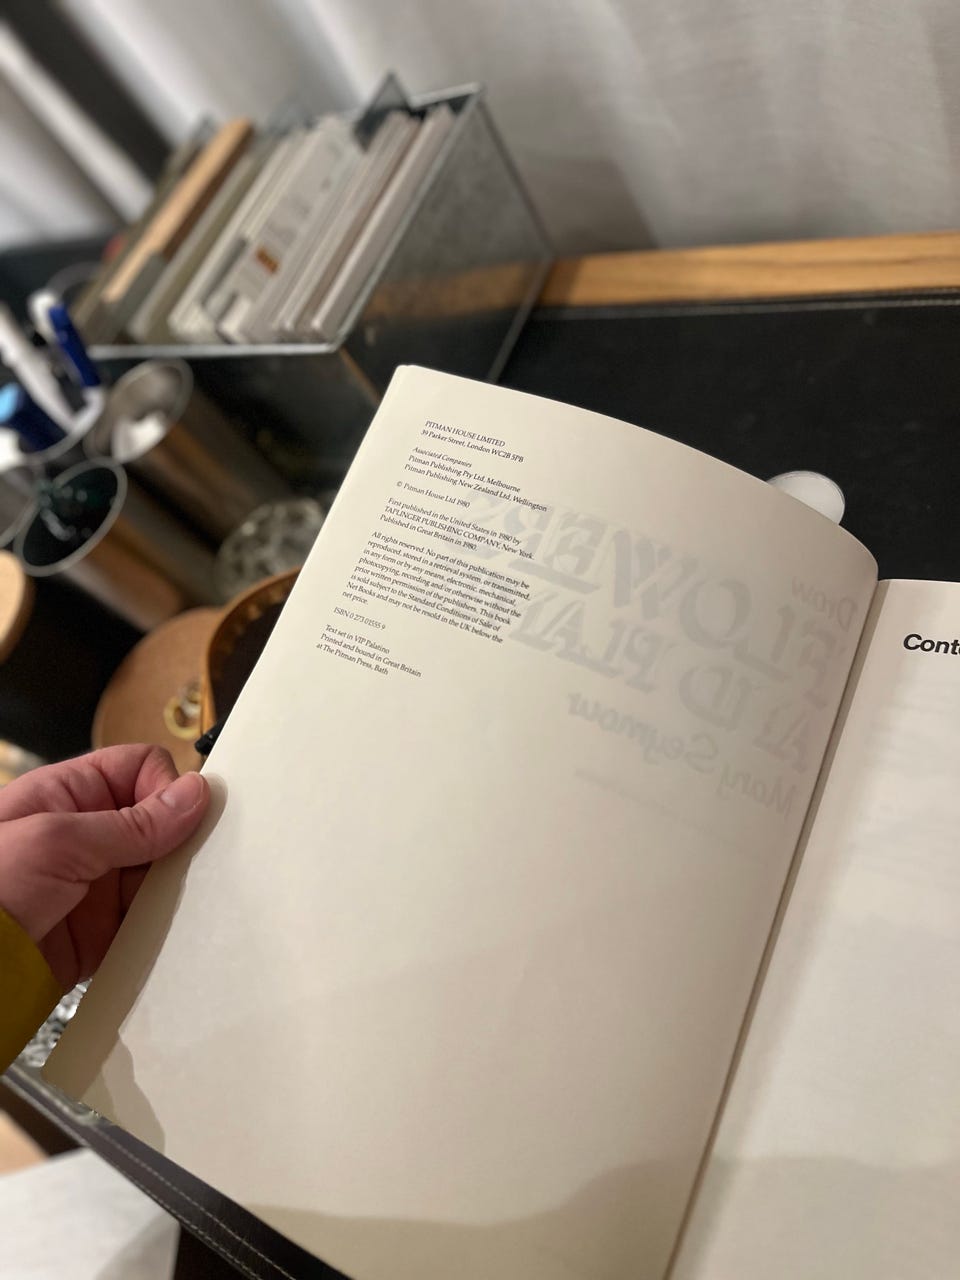 PITMAN HOUSE LIMITED
39 Parker Street, London WC2B 5PB
Associated Companies
Pitman Publishing Pty Ltd, Melbourne
Pitman Publishing New Zealand Ltd, Wellington
© Pitman House Ltd 1980
First published in the United States in 1980 by
TAPLINGER PUBLISHING COMPANY, New York
Published in Great Britain in 1980
All rights reserved. No part of this publication may be
reproduced, stored in a retrieval system, or transmitted,
in any form or by any means, electronic, mechanical,
photocopying, recording and/or otherwise without the
prior written permission of the publishers. This book
is sold subject to the Standard Conditions of Sale of
Net Books and may not be resold in the UK below the
net price.
ISBN 0 273 01555 9
Text set in VIP Palatino
Printed and bound in Great Britain
at The Pitman Press, Bath
Draw
FLOWERS
AND PLAN
Mary Seymour
Conte